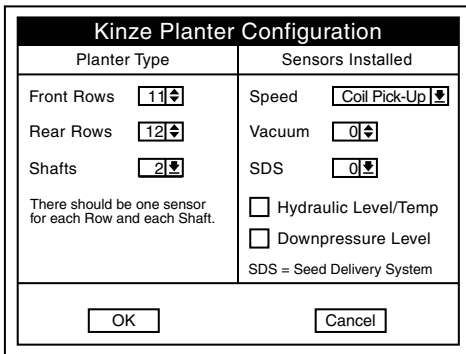 Kinze Planter Configuration
Planter Type
Front Rows 11
Rear Rows 12
Shafts 2
There should be one sensor
for each Row and each Shaft.
Sensors Installed
Speed Coil Pick-Up
Vacuum 0
SDS 0
Hydraulic Level/Temp
Downpressure Level
SDS = Seed Delivery System
OK
Cancel